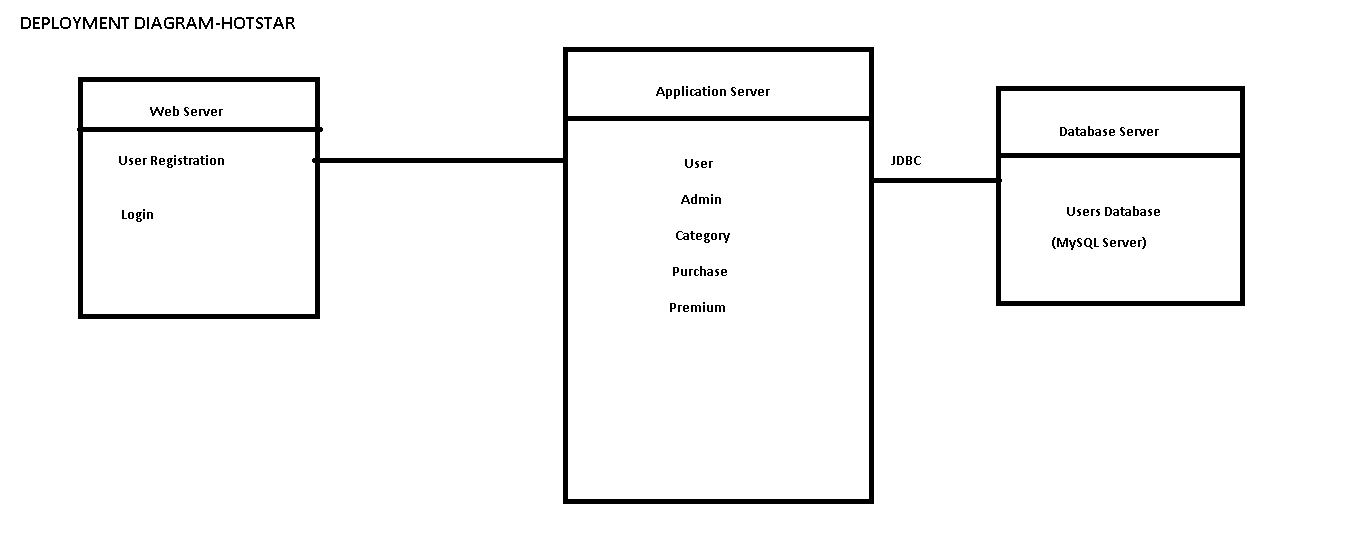 DEPLOYMENT DIAGRAM-HOTSTAR
Web Server
User Registration
Login
Application Server
User
Admin
Category
Purchase
Premium
JDBC
Database Server
Users Database
(MySQL Server)